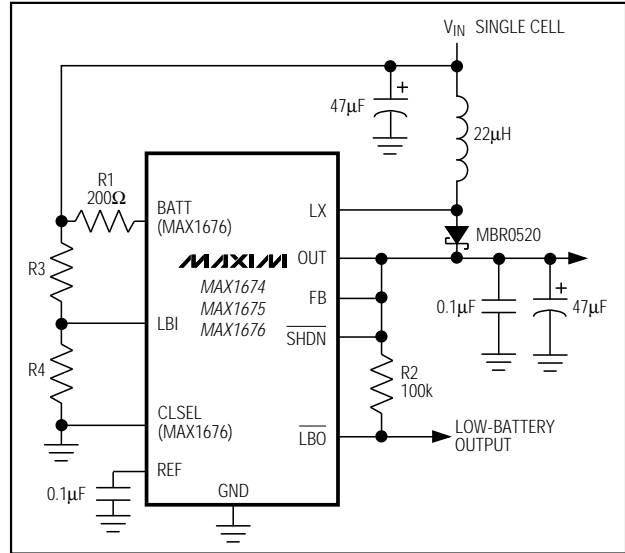 VIN SINGLE CELL
47µF
22µH
R1
200Ω
BATT
(MAX1676)
LX
MBR0520
MAXIM
OUT
R3
MAX1674
MAX1675
MAX1676
FB
0.1µF
47µF
LBI
SHDN
R4
R2
100k
CLSEL
(MAX1676)
LBO
LOW-BATTERY
OUTPUT
REF
0.1µF
GND